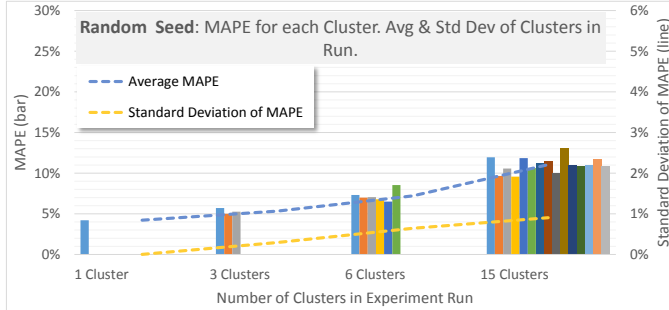 Random Seed: MAPE for each Cluster. Avg & Std Dev of Clusters in
Run.
Average MAPE
Standard Deviation of MAPE
MAPE (bar)
30%
25%
20%
15%
10%
5%
0%
Standard Deviation of MAPE (line)
6%
5%
4%
3%
2%
1%
0%
1 Cluster
3 Clusters
6 Clusters
15 Clusters
Number of Clusters in Experiment Run